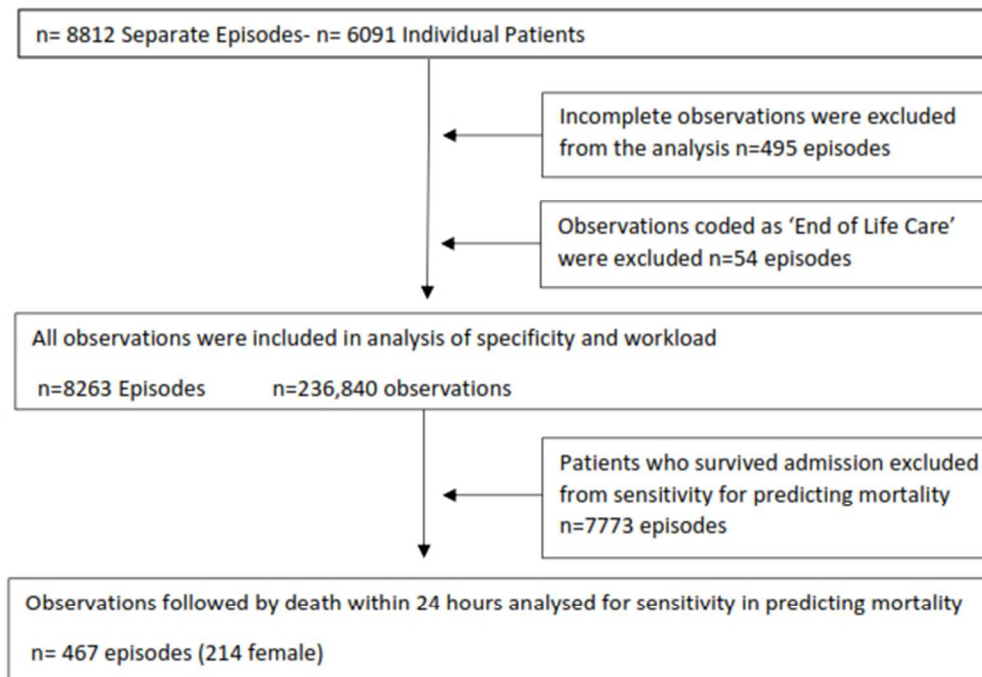 n= 8812 Separate Episodes- n= 6091 Individual Patients
Incomplete observations were excluded
from the analysis n=495 episodes
Observations coded as ‘End of Life Care’
were excluded n=54 episodes
All observations were included in analysis of specificity and workload
n=8263 Episodes n=236,840 observations
Patients who survived admission excluded
from sensitivity for predicting mortality
n=7773 episodes
Observations followed by death within 24 hours analysed for sensitivity in predicting mortality
n= 467 episodes (214 female)